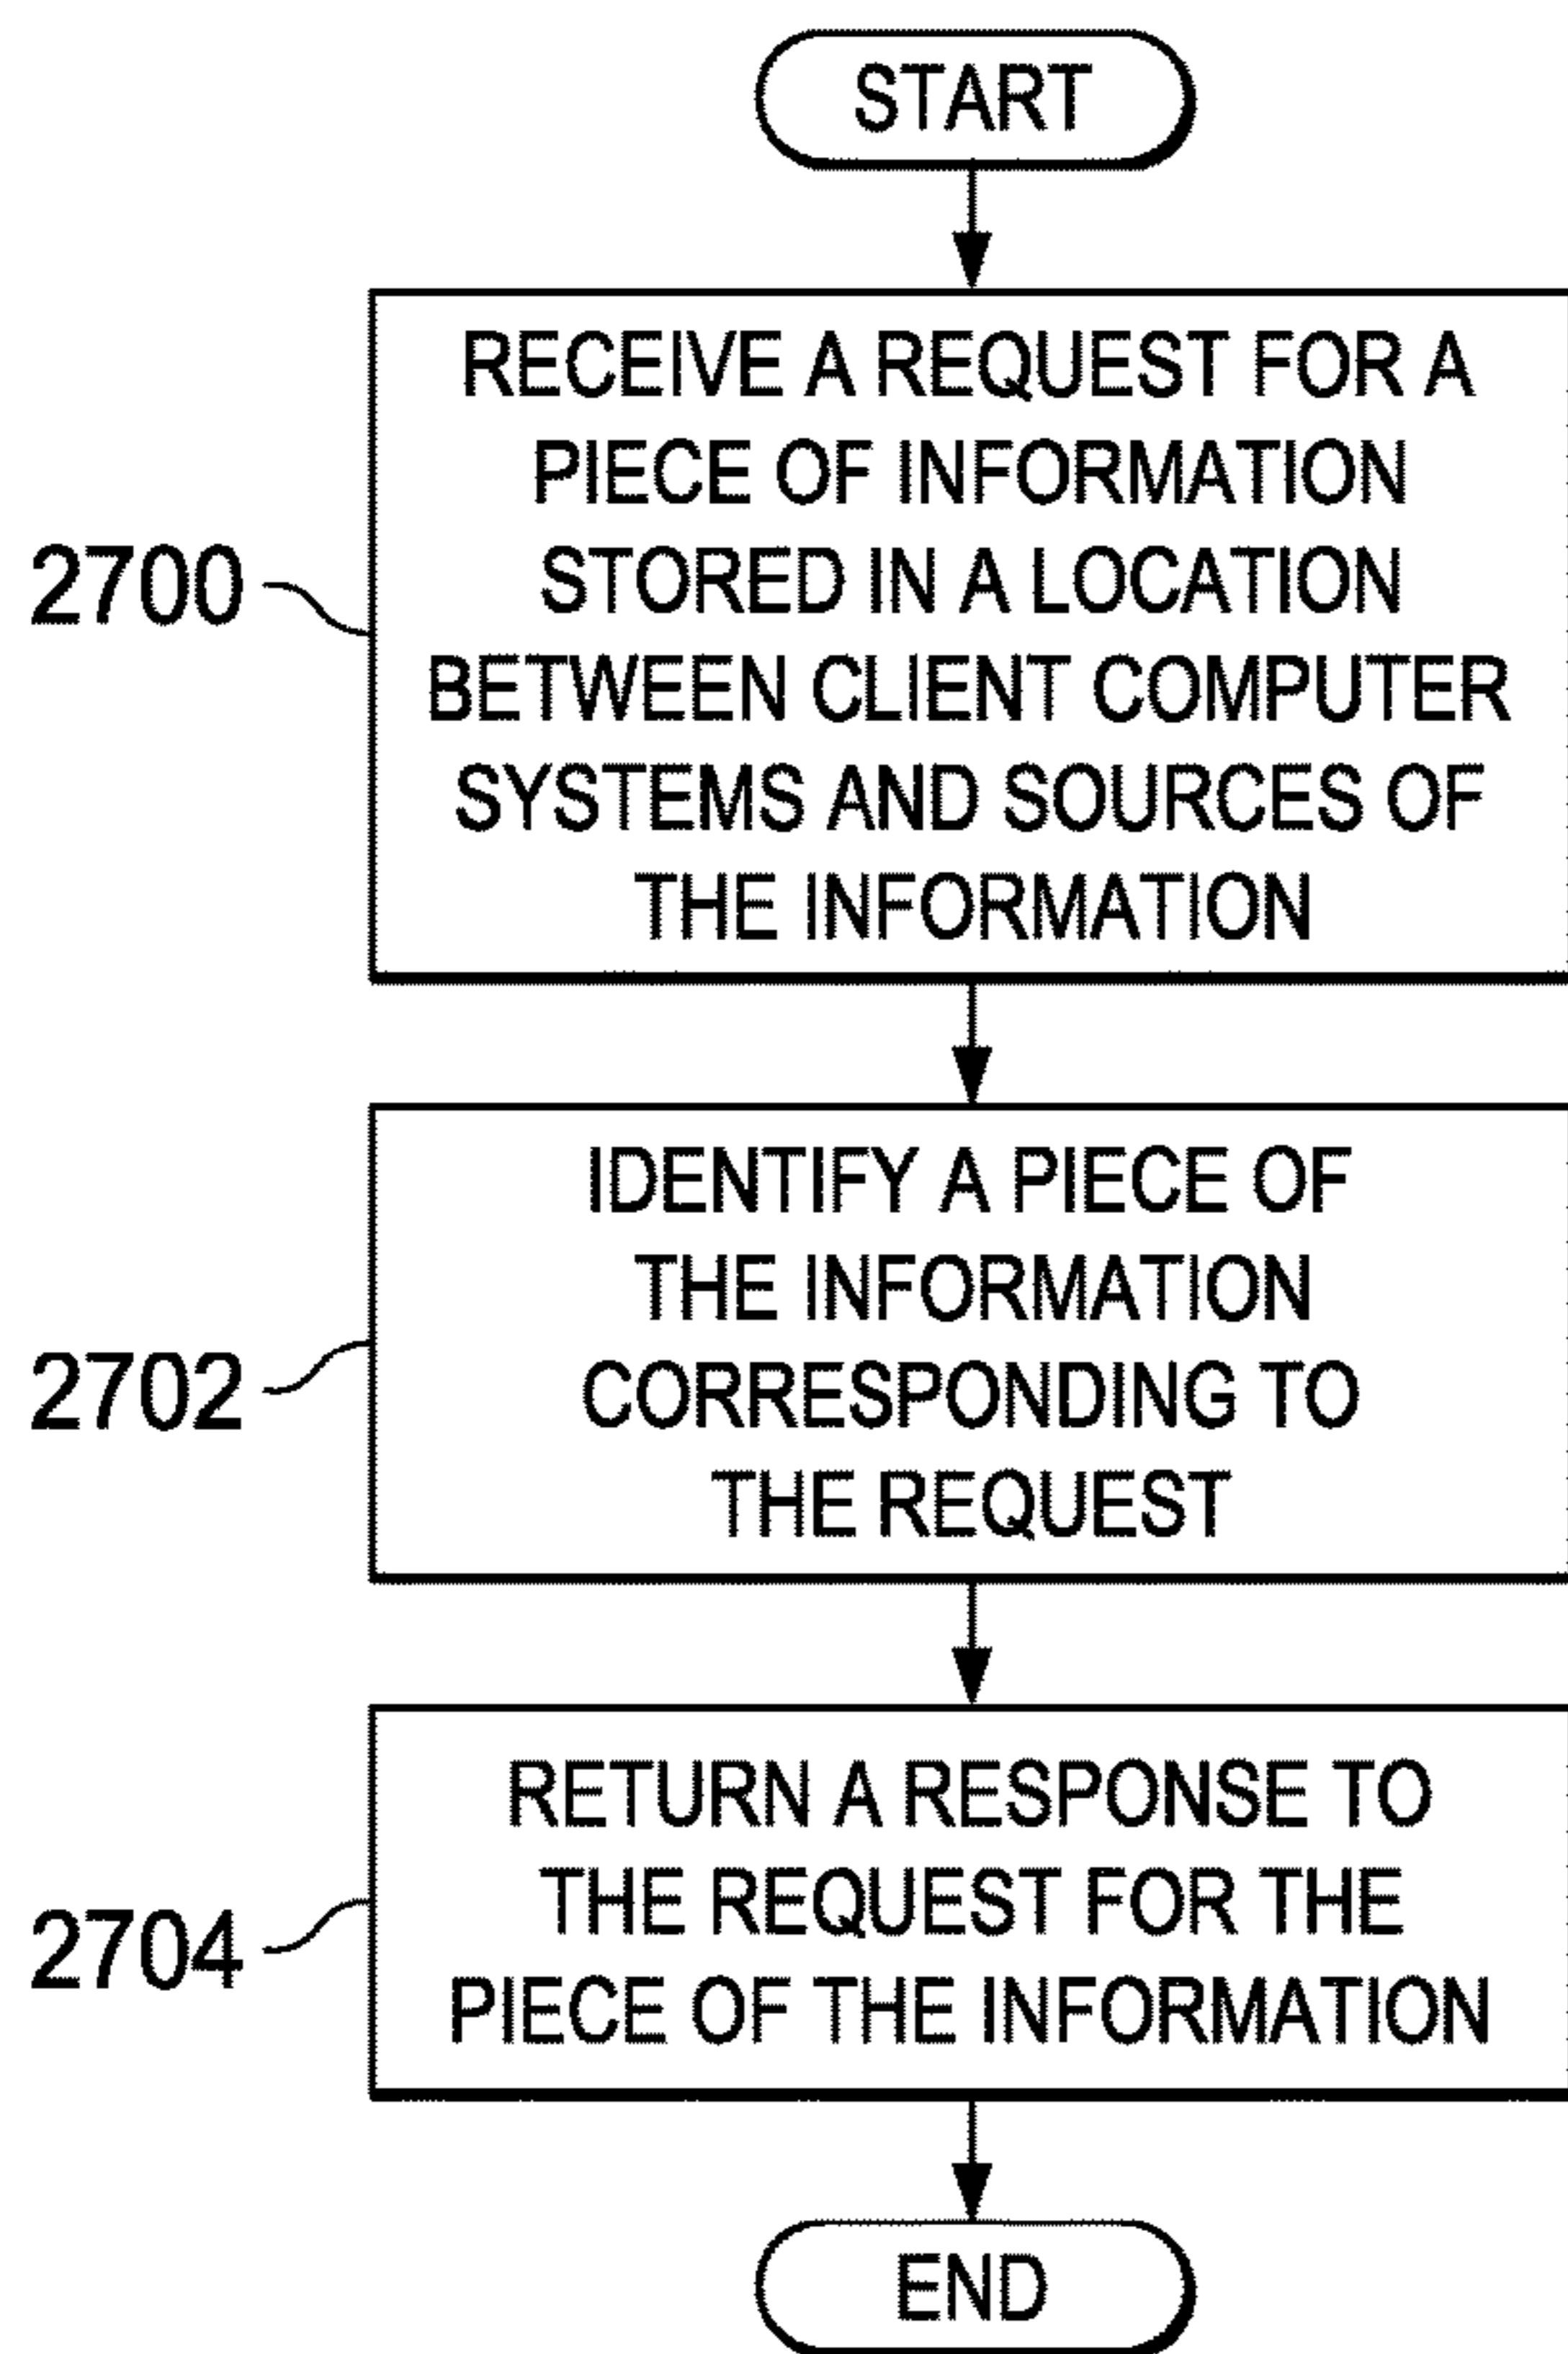 START
RECEIVE A REQUEST FOR A
PIECE OF INFORMATION
STORED IN A LOCATION
BETWEEN CLIENT COMPUTER
SYSTEMS AND SOURCES OF
THE INFORMATION
2700
IDENTIFY A PIECE OF
THE INFORMATION
CORRESPONDING TO
THE REQUEST
2702
RETURN A RESPONSE TO
THE REQUEST FOR THE
PIECE OF THE INFORMATION
2704
END